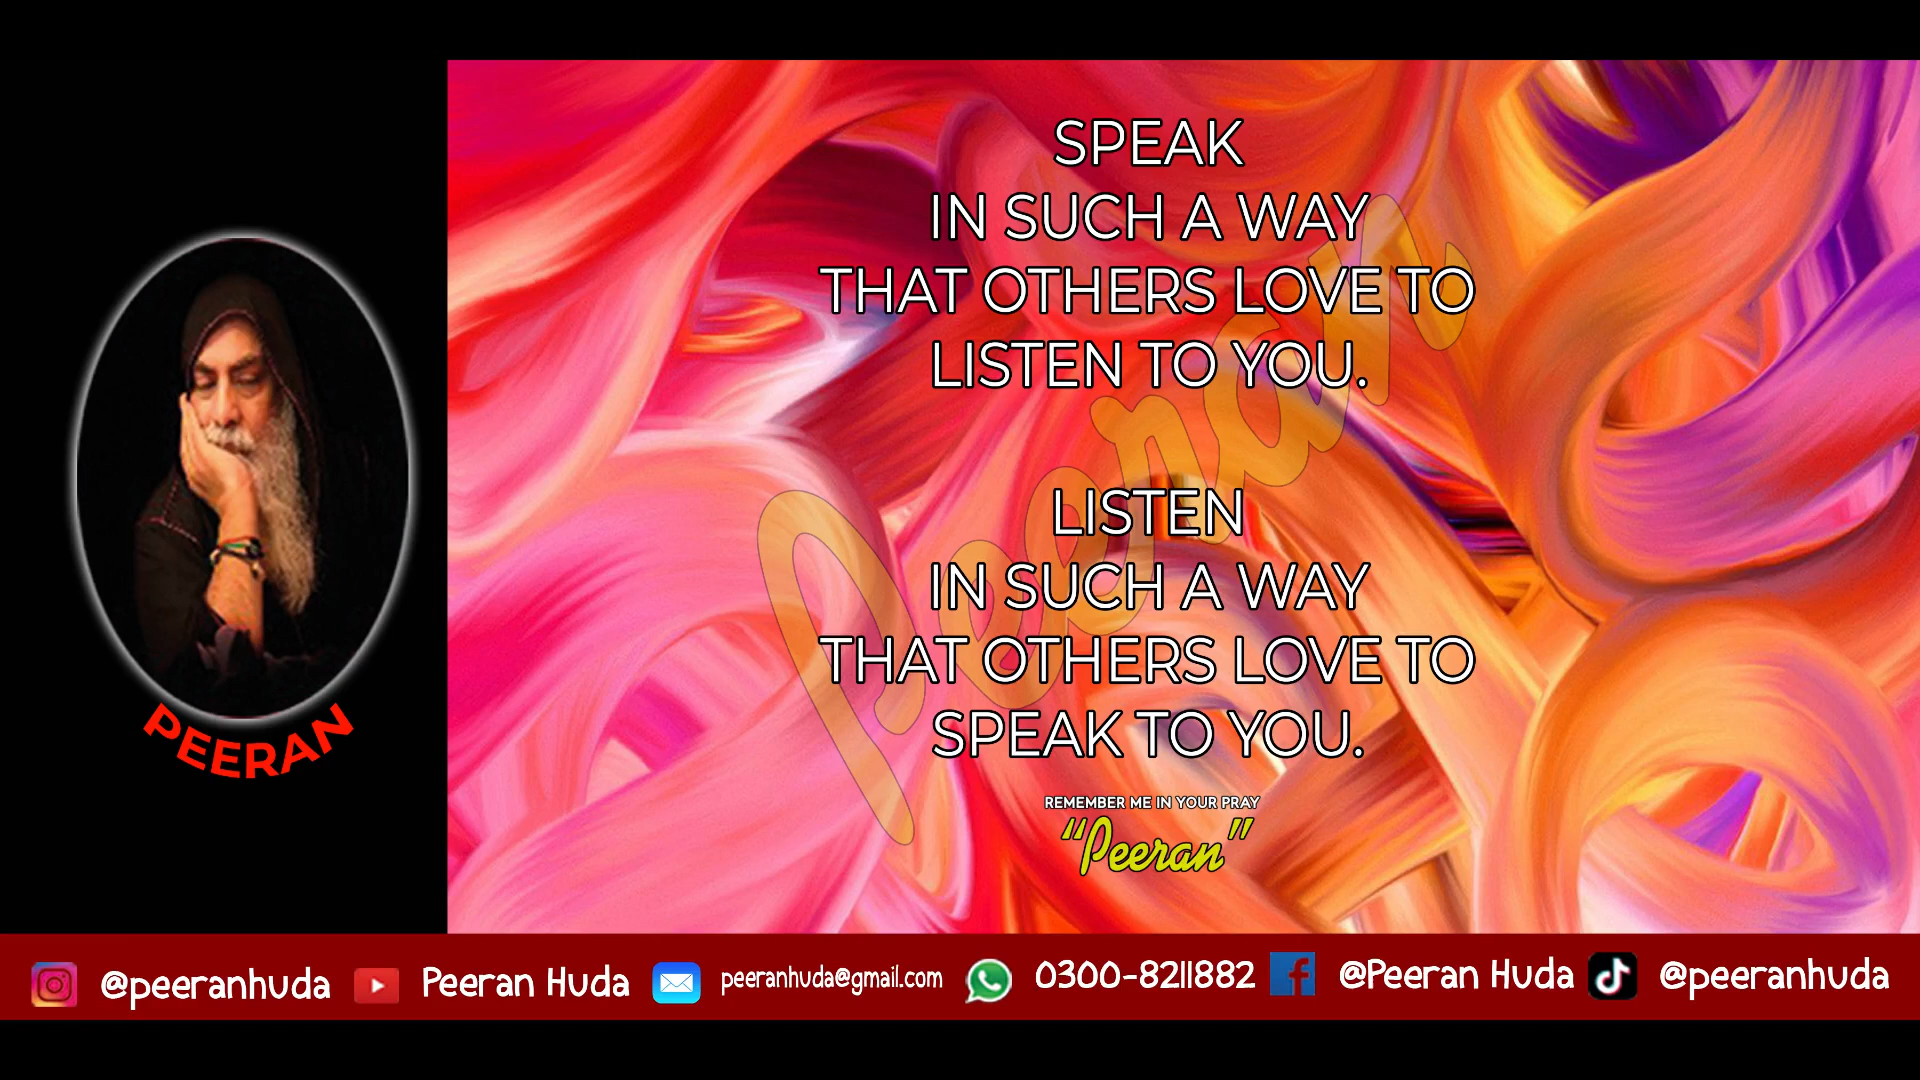 SPEAK
IN SUCH A WAY
THAT OTHERS LOVE TO
LISTEN TO YOU.
LISTEN
IN SUCH A WAY
THAT OTHERS LOVE TO
SPEAK TO YOU.
REMEMBER ME IN YOUR PRAY
"Peeran"
Peeran
PEERAN
@peeranhuda Peeran Huda peeranhuda@gmail.com 0300-8211882 @Peeran Huda @peeranhuda